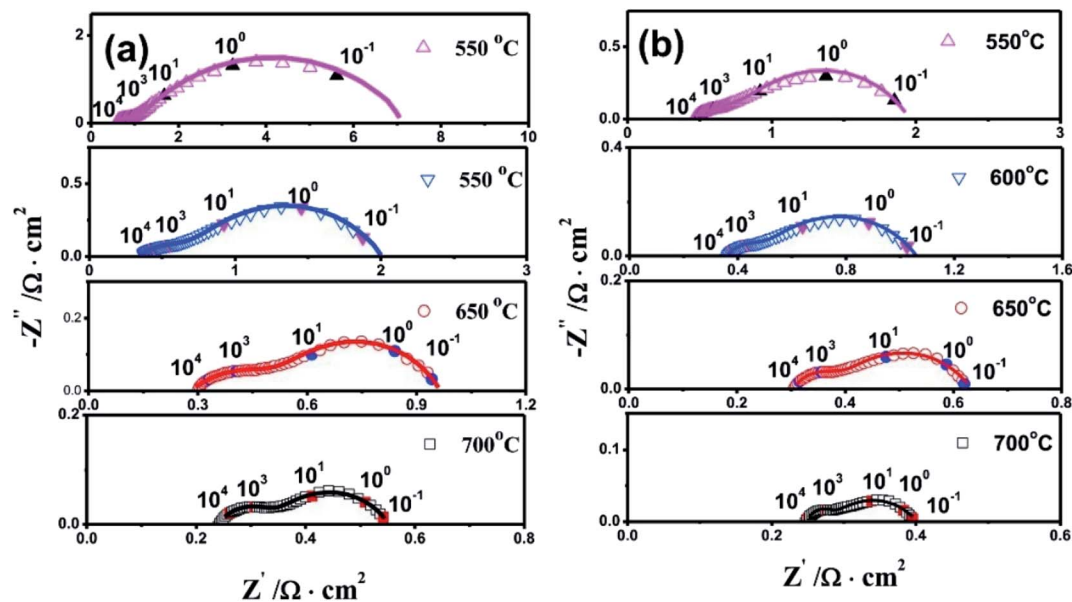 (a)
2
0
10⁴ 10³ 10¹ 10⁰ 10⁻¹
550 °C
0 2 4 6 8 10
0.5
0.0
10⁴ 10³ 10¹ 10⁰ 10⁻¹
550 °C
0 1 2 3
0.2
0.0
10⁴ 10³ 10¹ 10⁰ 10⁻¹
650 °C
0.0 0.3 0.6 0.9 1.2
0.2
0.0
10⁴ 10³ 10¹ 10⁰ 10⁻¹
700°C
0.0 0.2 0.4 0.6 0.8
-Z'' /Ω · cm²
Z' /Ω · cm²
(b)
0.5
0.0
10⁴ 10³ 10¹ 10⁰ 10⁻¹
550°C
0 1 2 3
0.4
0.0
10⁴ 10³ 10¹ 10⁰ 10⁻¹
600°C
0.0 0.4 0.8 1.2 1.6
0.2
0.0
10⁴ 10³ 10¹ 10⁰ 10⁻¹
650°C
0.0 0.2 0.4 0.6 0.8
0.1
0.0
10⁴ 10³ 10¹ 10⁰ 10⁻¹
700°C
0.0 0.2 0.4 0.6
-Z'' /Ω · cm²
Z' /Ω · cm²